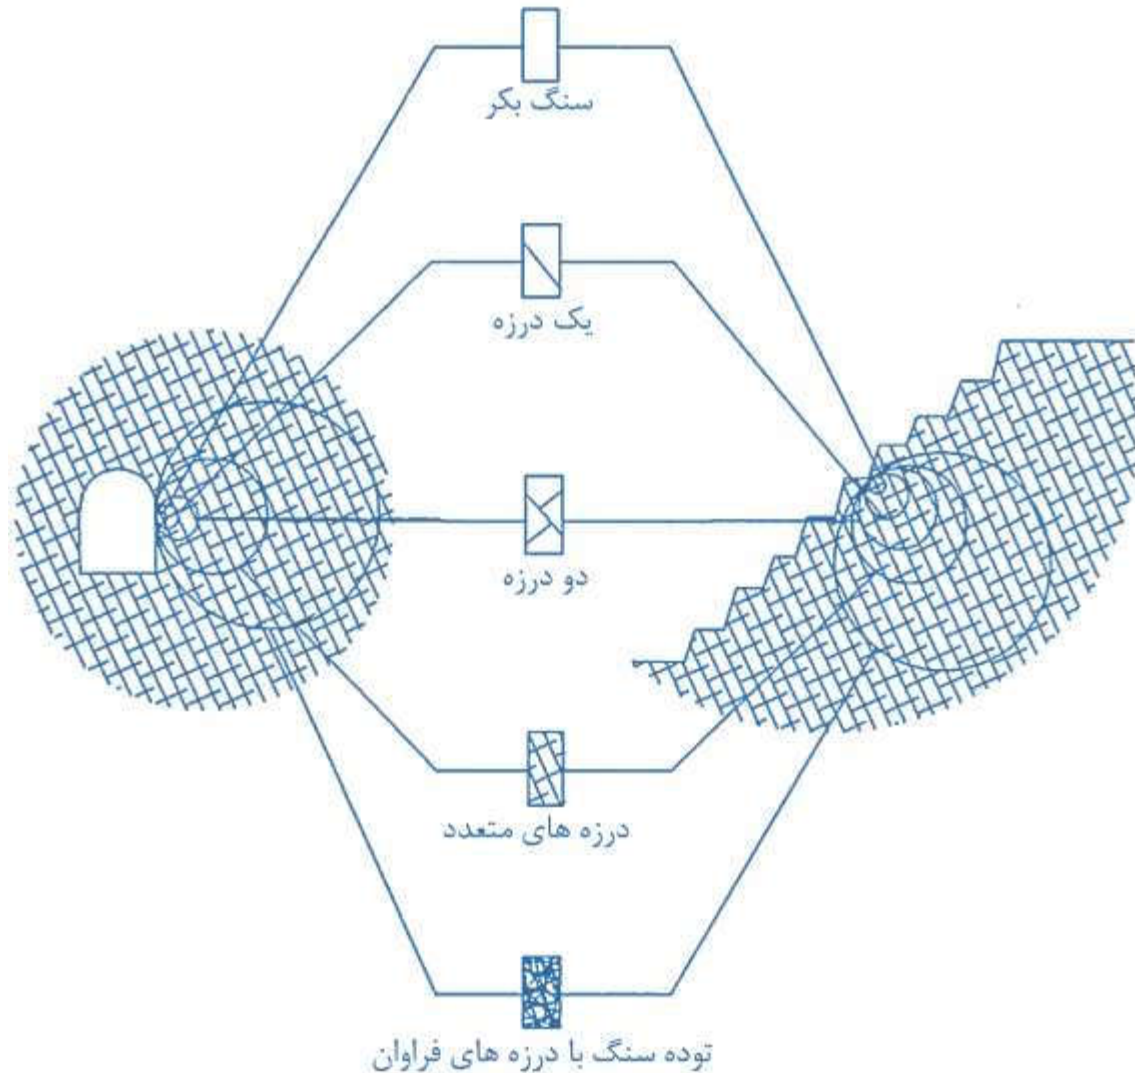 سنگ بکر
یک درزه
دو درزه
درزه های متعدد
توده سنگ با درزه های فراوان